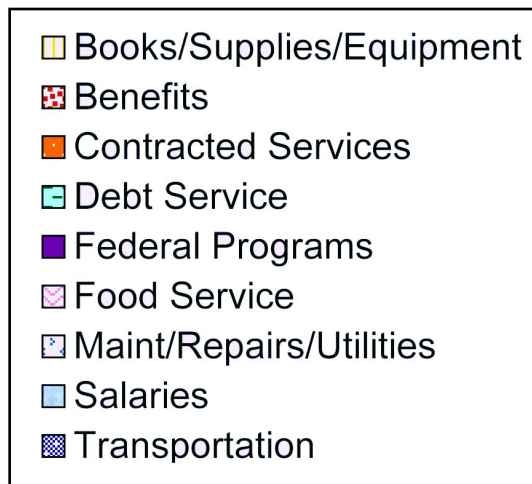 Books/Supplies/Equipment
Benefits
Contracted Services
Debt Service
Federal Programs
Food Service
Maint/Repairs/Utilities
Salaries
Transportation